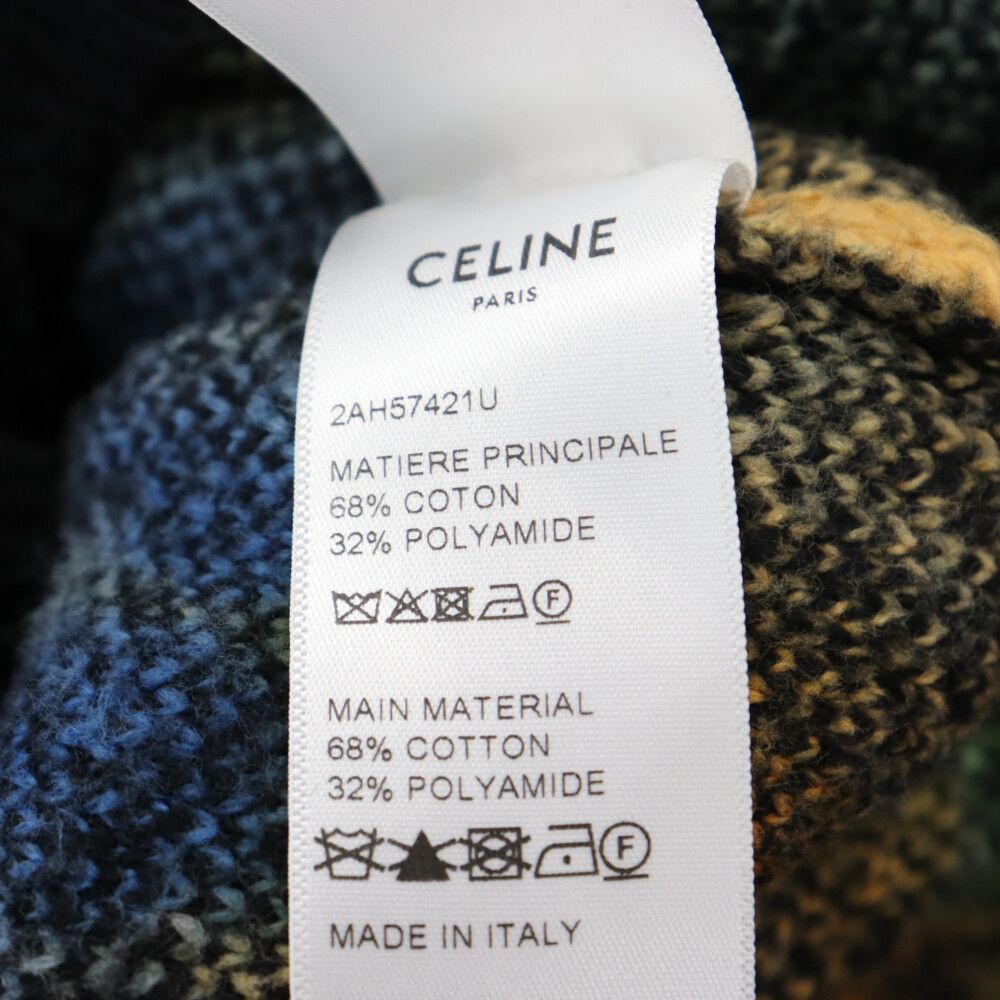 CELINE
PARIS
2AH57421U
MATIERE PRINCIPALE
68% COTON
32% POLYAMIDE
F
MAIN MATERIAL
68% COTTON
32% POLYAMIDE
F
MADE IN ITALY